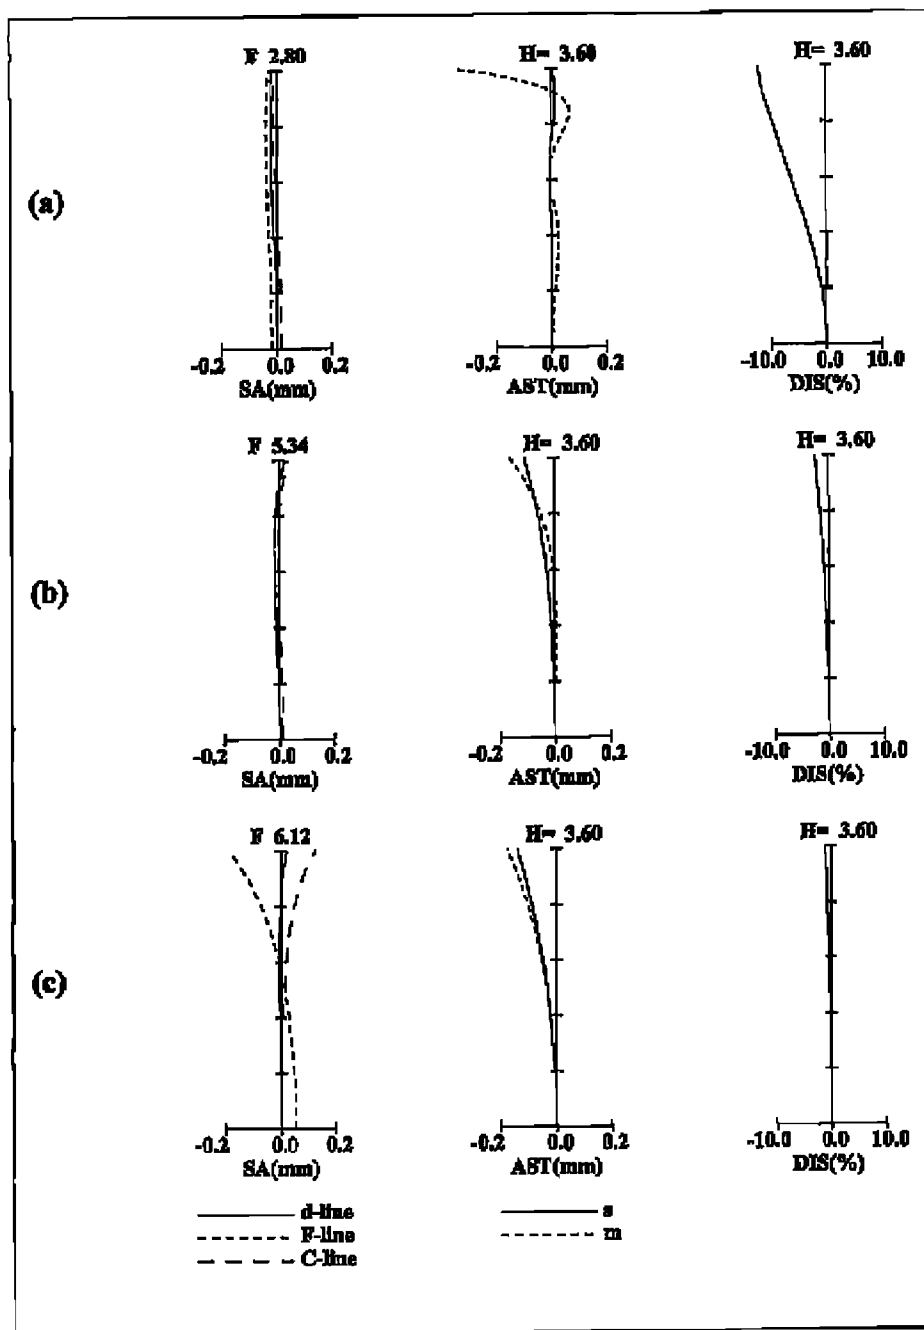 F 2.80 H= 3.60 H= 3.60
(a)
-0.2 0.0 0.2 -0.2 0.0 0.2 -10.0 0.0 10.0
SA(mm) AST(mm) DIS(%)
F 5.34 H= 3.60 H= 3.60
(b)
-0.2 0.0 0.2 -0.2 0.0 0.2 -10.0 0.0 10.0
SA(mm) AST(mm) DIS(%)
F 6.12 H= 3.60 H= 3.60
(c)
-0.2 0.0 0.2 -0.2 0.0 0.2 -10.0 0.0 10.0
SA(mm) AST(mm) DIS(%)
d-line s
F-line m
C-line